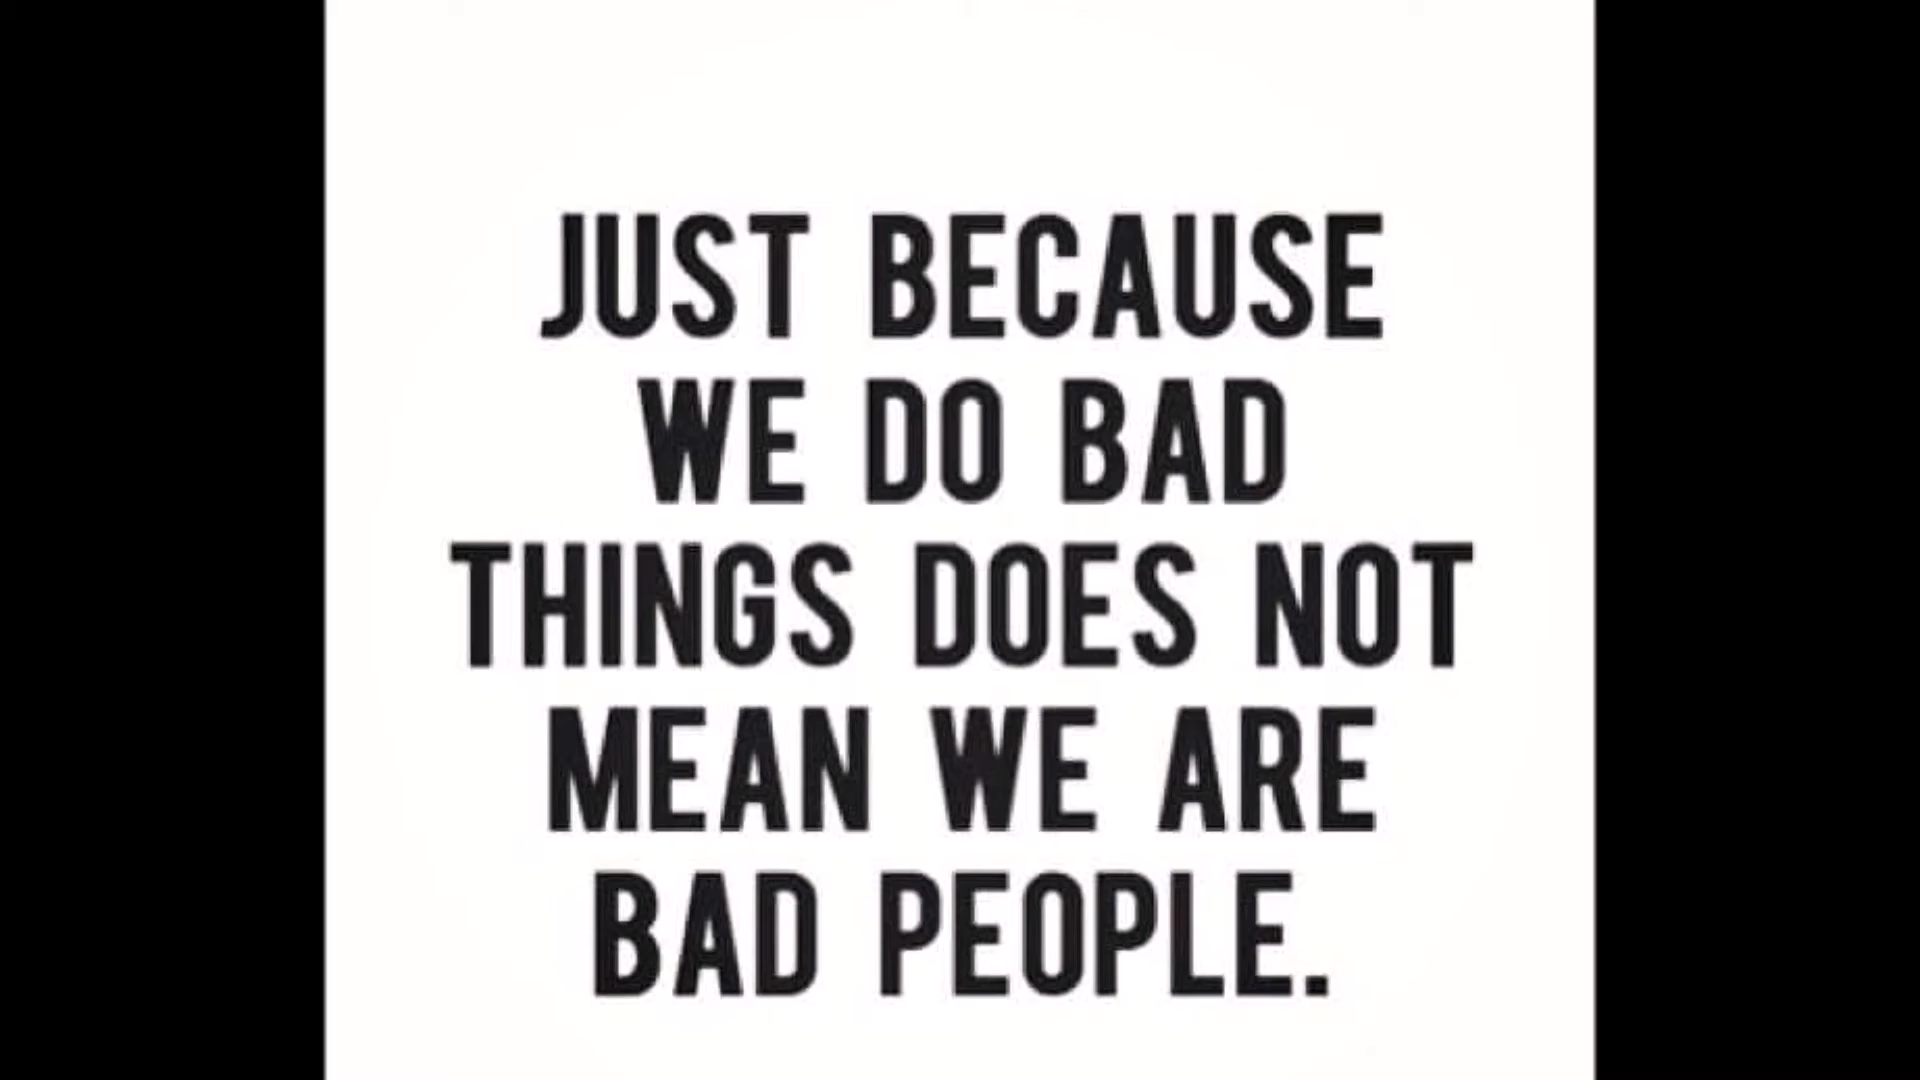 JUST BECAUSE
WE DO BAD
THINGS DOES NOT
MEAN WE ARE
BAD PEOPLE.